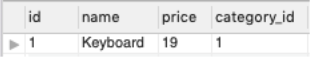 id name price category_id
1 Keyboard 19 1